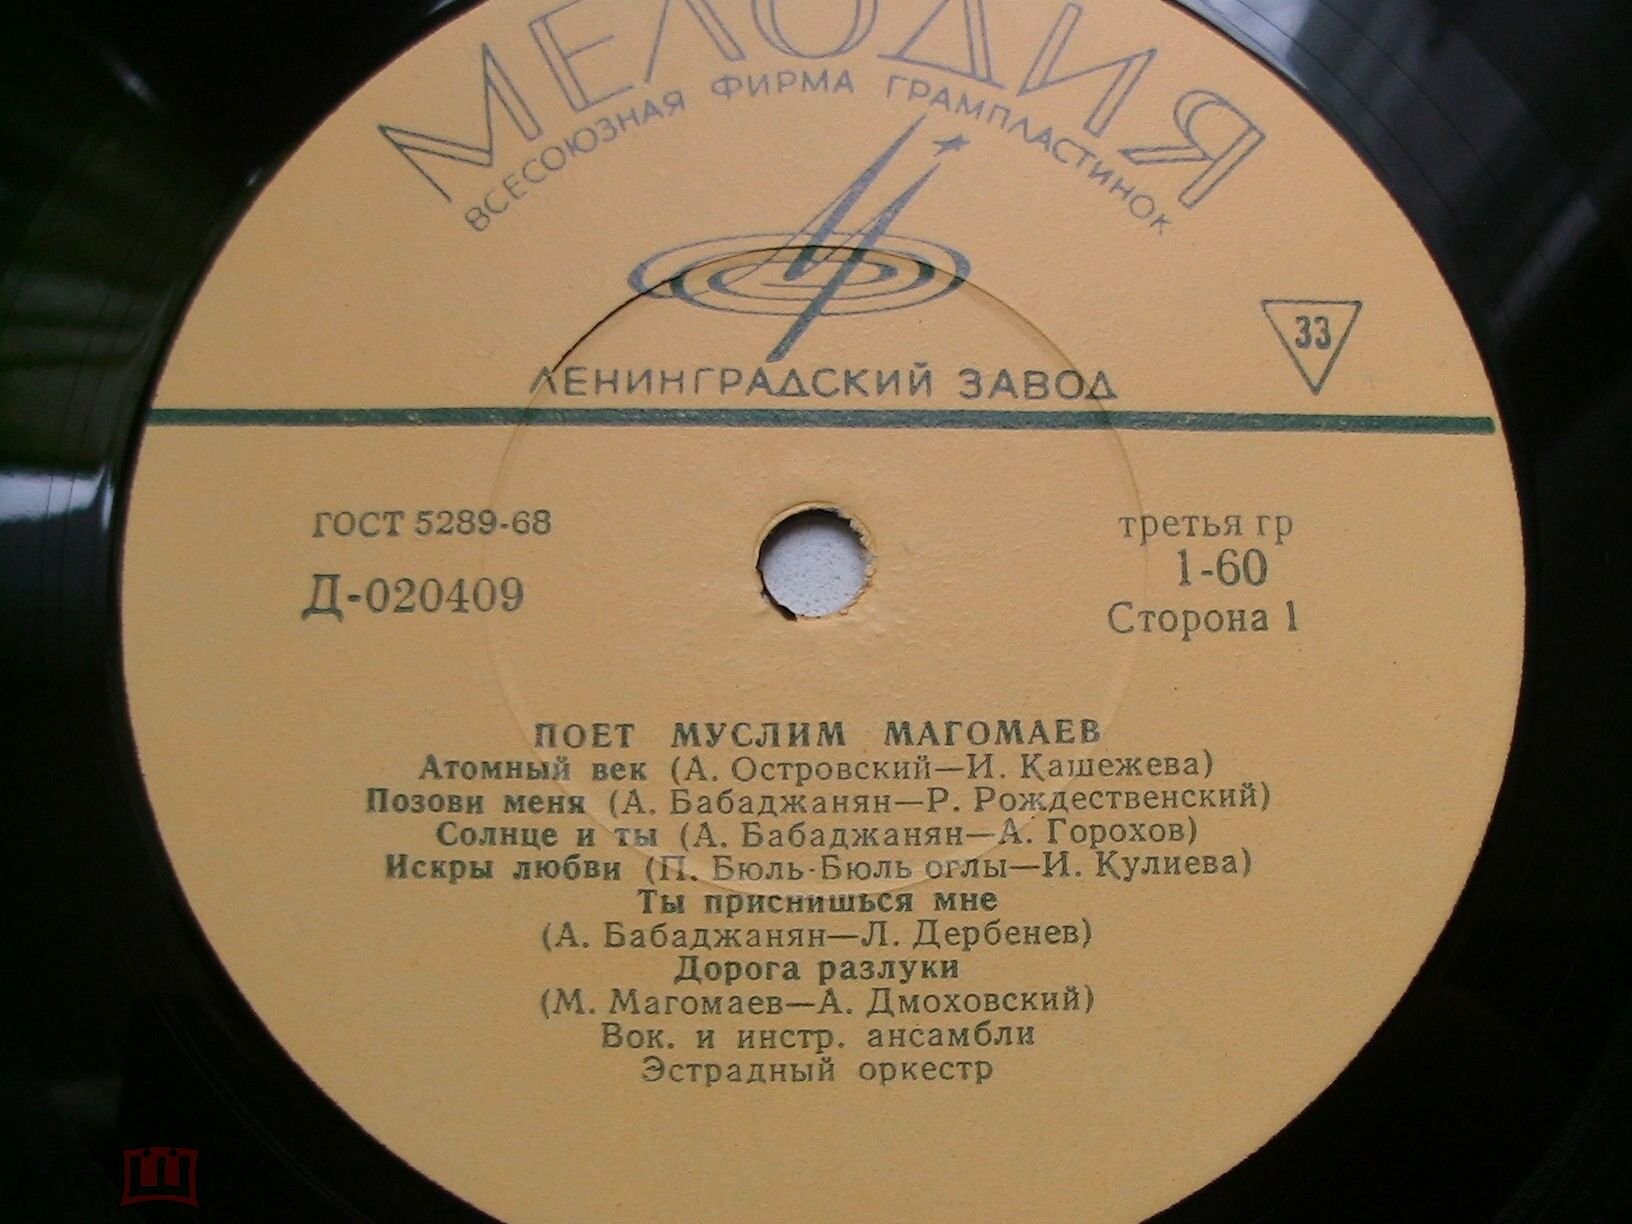 МЕЛОДИЯ
ВСЕСОЮЗНАЯ ФИРМА ГРАМПЛАСТИНОК
33
ЛЕНИНГРАДСКИЙ ЗАВОД
ГОСТ 5289-68
Д-020409
третья гр
1-60
Сторона 1
ПОЕТ МУСЛИМ МАГОМАЕВ
Атомный век (А. Островский—И. Кашежева)
Позови меня (А. Бабаджанян—Р. Рождественский)
Солнце и ты (А. Бабаджанян—А. Горохов)
Искры любви (П. Бюль-Бюль оглы—И. Кулиева)
Ты приснишься мне
(А. Бабаджанян—Л. Дербенев)
Дорога разлуки
(М. Магомаев—А. Дмоховский)
Вок. и инстр. ансамбли
Эстрадный оркестр